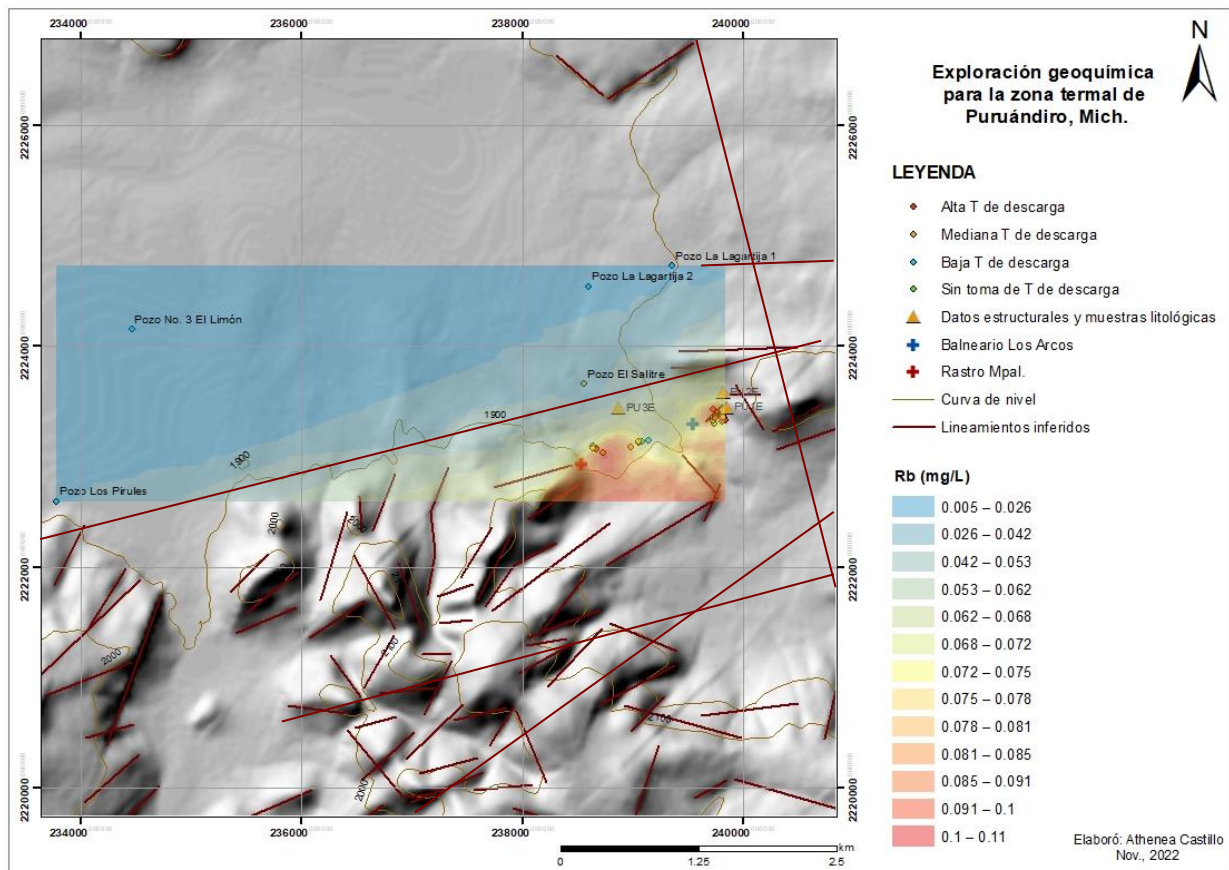 234000
236000
238000
240000
2226000
2226000
2224000
2224000
2222000
2222000
2220000
2220000
Pozo La Lagartija 1
Pozo La Lagartija 2
Pozo No. 3 El Limón
Pozo El Salitre
PU3E
1900
1900
Pozo Los Pirules
2000
2000
2100
2000
2100
2000
234000
236000
238000
240000
km
0
1.25
2.5
N
Exploración geoquímica
para la zona termal de
Puruándiro, Mich.
LEYENDA
Alta T de descarga
Mediana T de descarga
Baja T de descarga
Sin toma de T de descarga
Datos estructurales y muestras litológicas
Balneario Los Arcos
Rastro Mpal.
Curva de nivel
Lineamientos inferidos
Rb (mg/L)
0.005 – 0.026
0.026 – 0.042
0.042 – 0.053
0.053 – 0.062
0.062 – 0.068
0.068 – 0.072
0.072 – 0.075
0.075 – 0.078
0.078 – 0.081
0.081 – 0.085
0.085 – 0.091
0.091 – 0.1
0.1 – 0.11
Elaboró: Athenea Castillo
Nov., 2022